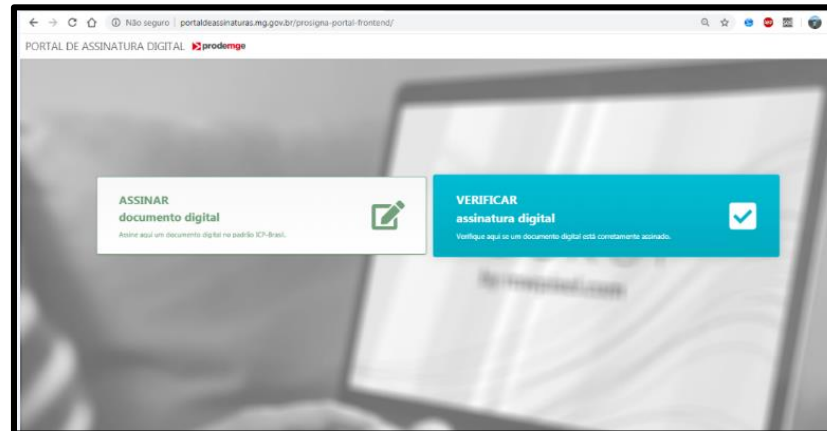 Não seguro | portaldeassinaturas.mg.gov.br/prosigna-portal-frontend/
PORTAL DE ASSINATURA DIGITAL prodemge
ASSINAR
documento digital
Assine aqui um documento digital no padrão ICP-Brasil.
VERIFICAR
assinatura digital
Verifique aqui se um documento digital está corretamente assinado.